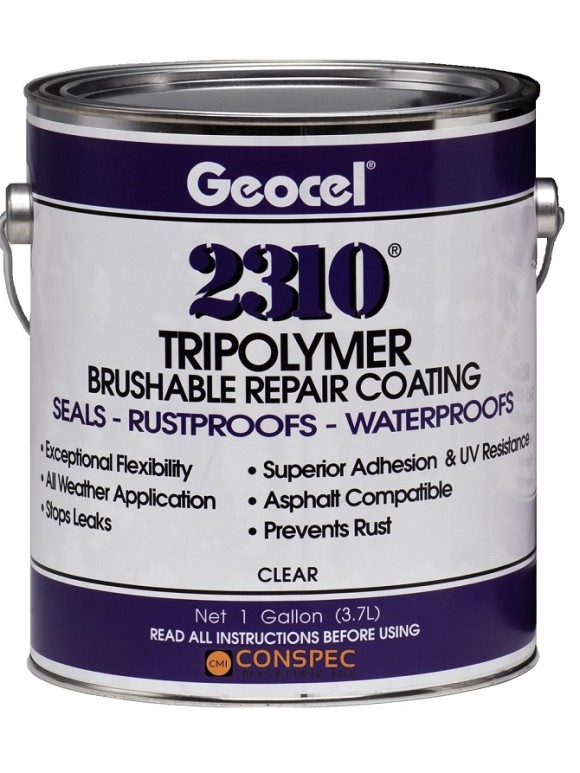 Geocel®
2310®
TRIPOLYMER
BRUSHABLE REPAIR COATING
SEALS - RUSTPROOFS - WATERPROOFS
• Exceptional Flexibility
• All Weather Application
• Stops Leaks
• Superior Adhesion & UV Resistance
• Asphalt Compatible
• Prevents Rust
CLEAR
Net 1 Gallon (3.7L)
READ ALL INSTRUCTIONS BEFORE USING
CMI CONSPEC